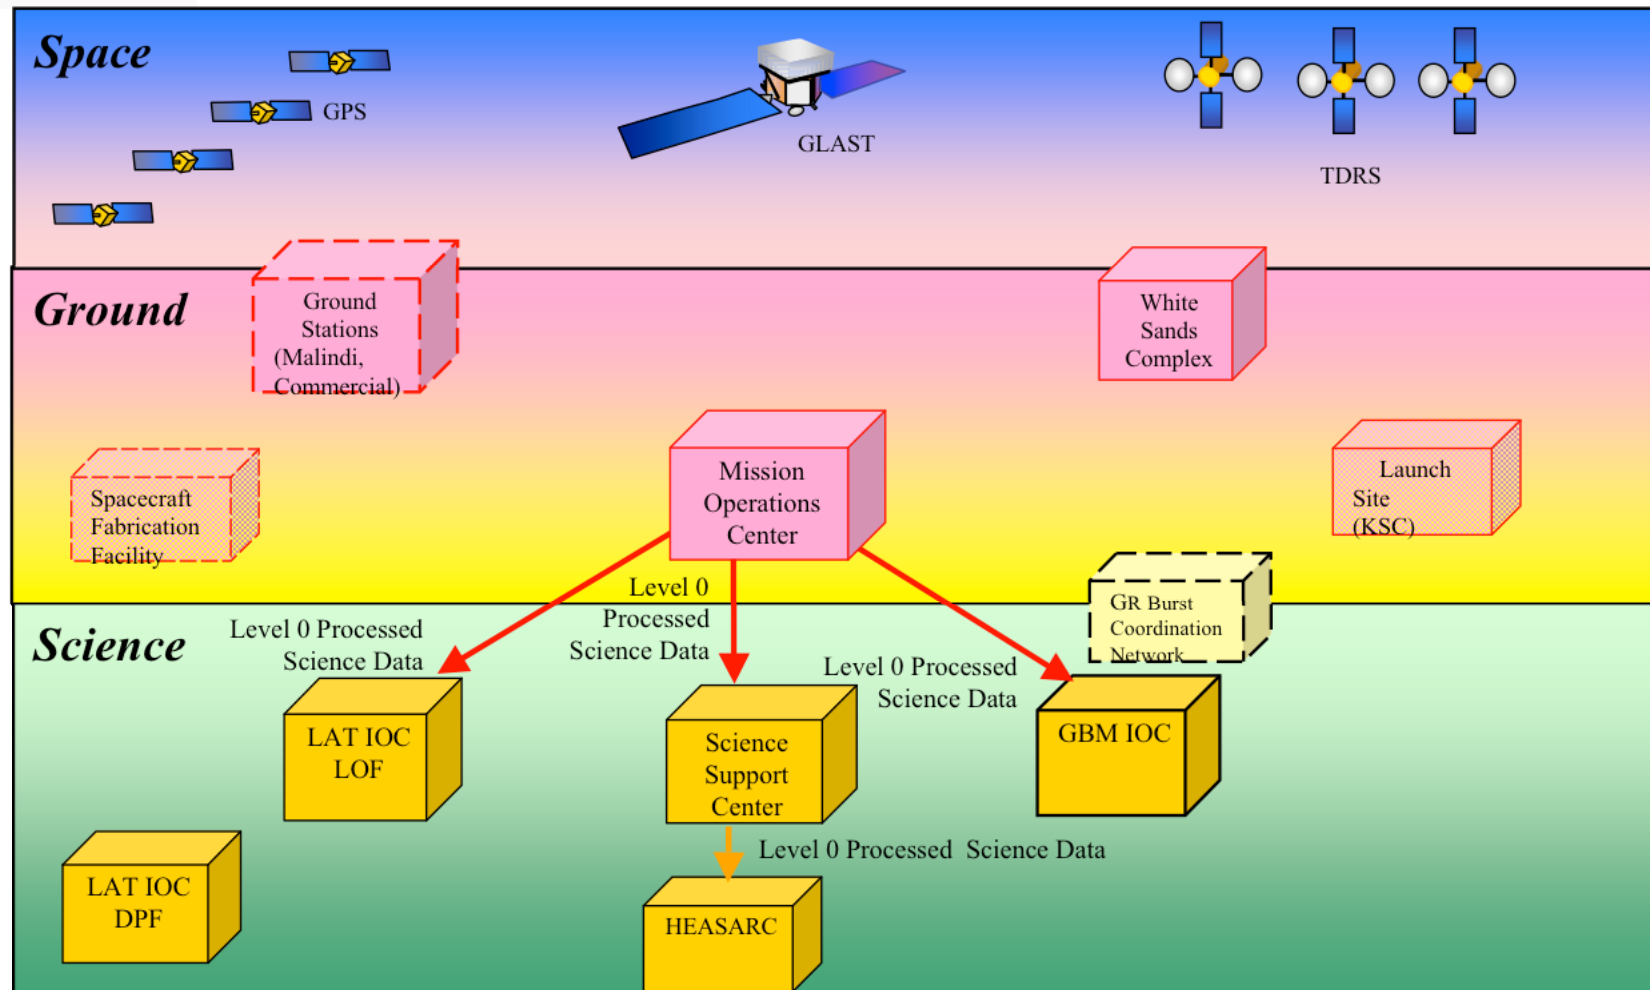 Space
GPS
GLAST
TDRS
Ground
Ground
Stations
(Malindi,
Commercial)
White
Sands
Complex
Mission
Operations
Center
Launch
Site
(KSC)
Spacecraft
Fabrication
Facility
Level 0
Processed
Science Data
GR Burst
Coordination
Network
Science
Level 0 Processed
Science Data
Level 0 Processed
Science Data
LAT IOC
LOF
Science
Support
Center
GBM IOC
Level 0 Processed Science Data
LAT IOC
DPF
HEASARC